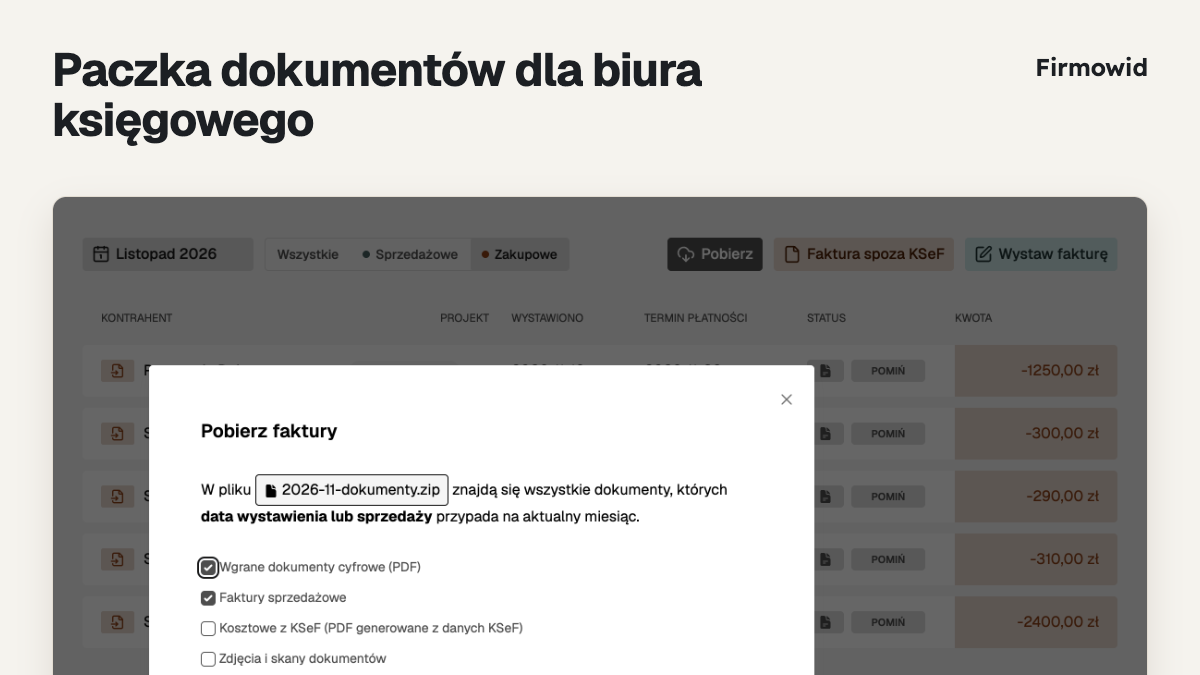 Paczka dokumentów dla biura
księgowego
Firmowid
Listopad 2026
Wszystkie
Sprzedażowe
Zakupowe
Pobierz
Faktura spoza KSeF
Wystaw fakturę
KONTRAHENT
PROJEKT
WYSTAWIONO
TERMIN PŁATNOŚCI
STATUS
KWOTA
POMIŃ
-1250,00 zł
POMIŃ
-300,00 zł
POMIŃ
-290,00 zł
POMIŃ
-310,00 zł
POMIŃ
-2400,00 zł
Pobierz faktury
W pliku 2026-11-dokumenty.zip znajdą się wszystkie dokumenty, których
data wystawienia lub sprzedaży przypada na aktualny miesiąc.
Wgrane dokumenty cyfrowe (PDF)
Faktury sprzedażowe
Kosztowe z KSeF (PDF generowane z danych KSeF)
Zdjęcia i skany dokumentów